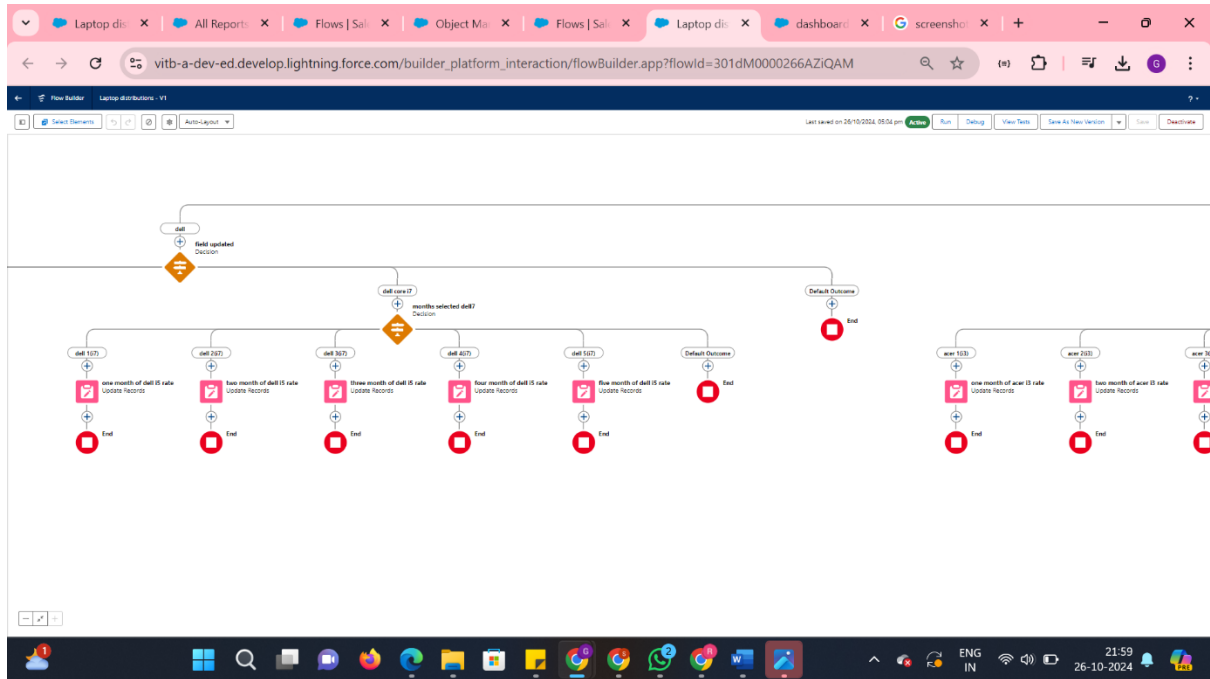 Laptop dis
All Reports
Flows | Sal
Object Ma
Flows | Sal
Laptop dis
dashboard
screensho
vitb-a-dev-ed.develop.lightning.force.com/builder_platform_interaction/flowBuilder.app?flowId=301dM0000266AZiQAM
G
Flow Builder Laptop distributions - V1
?
Select Elements
Auto-Layout
Last saved on 26/10/2024, 05:04 pm
Active
Run
Debug
View Tests
Save As New Version
Save
Deactivate
dell
field updated
Decision
dell core i7
months selected dell7
Decision
Default Outcome
End
dell 1(i7)
dell 2(i7)
dell 3(i7)
dell 4(i7)
dell 5(i7)
Default Outcome
acer 1(i3)
acer 2(i3)
acer 3(
one month of dell i5 rate
Update Records
two month of dell i5 rate
Update Records
three month of dell i5 rate
Update Records
four month of dell i5 rate
Update Records
five month of dell i5 rate
Update Records
End
one month of acer i3 rate
Update Records
two month of acer i3 rate
Update Records
End
End
End
End
End
End
End
1
G
2
ENG
IN
21:59
26-10-2024
PRE